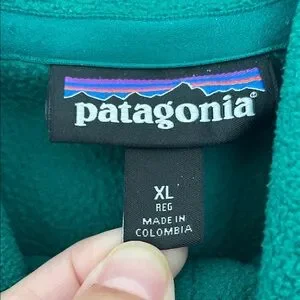 patagonia®
XL
REG
MADE IN
COLOMBIA